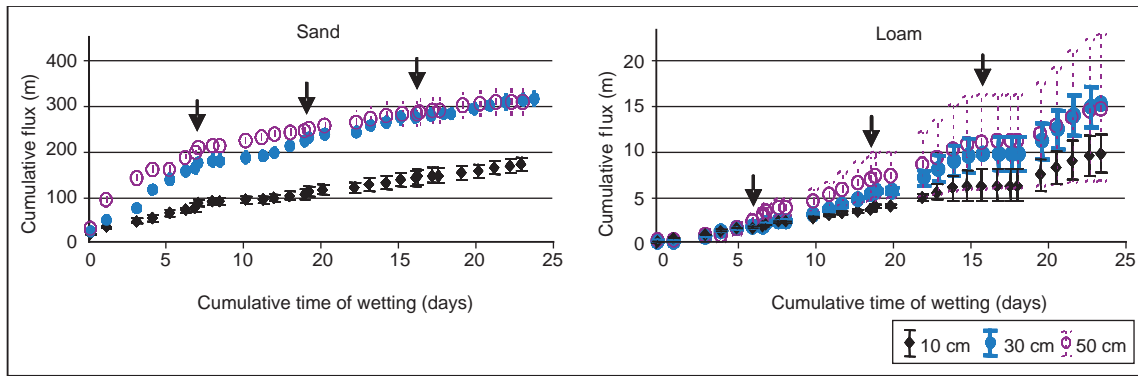 Sand
Cumulative flux (m)
400
300
200
100
0
0 5 10 20 15 20 25
Cumulative time of wetting (days)
Loam
Cumulative flux (m)
20
15
10
5
0
0 5 10 20 15 20 25
Cumulative time of wetting (days)
10 cm 30 cm 50 cm